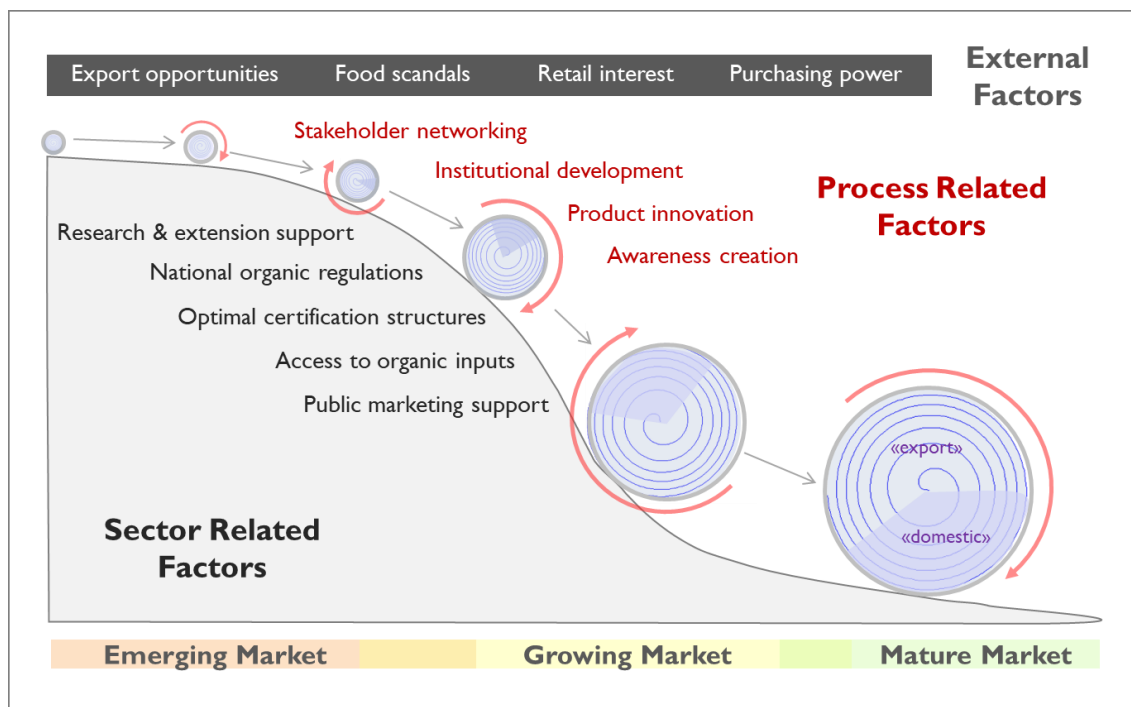 Export opportunities
Food scandals
Retail interest
Purchasing power
External
Factors
Stakeholder networking
Institutional development
Product innovation
Awareness creation
Process Related
Factors
Research & extension support
National organic regulations
Optimal certification structures
Access to organic inputs
Public marketing support
Sector Related
Factors
«export»
«domestic»
Emerging Market
Growing Market
Mature Market